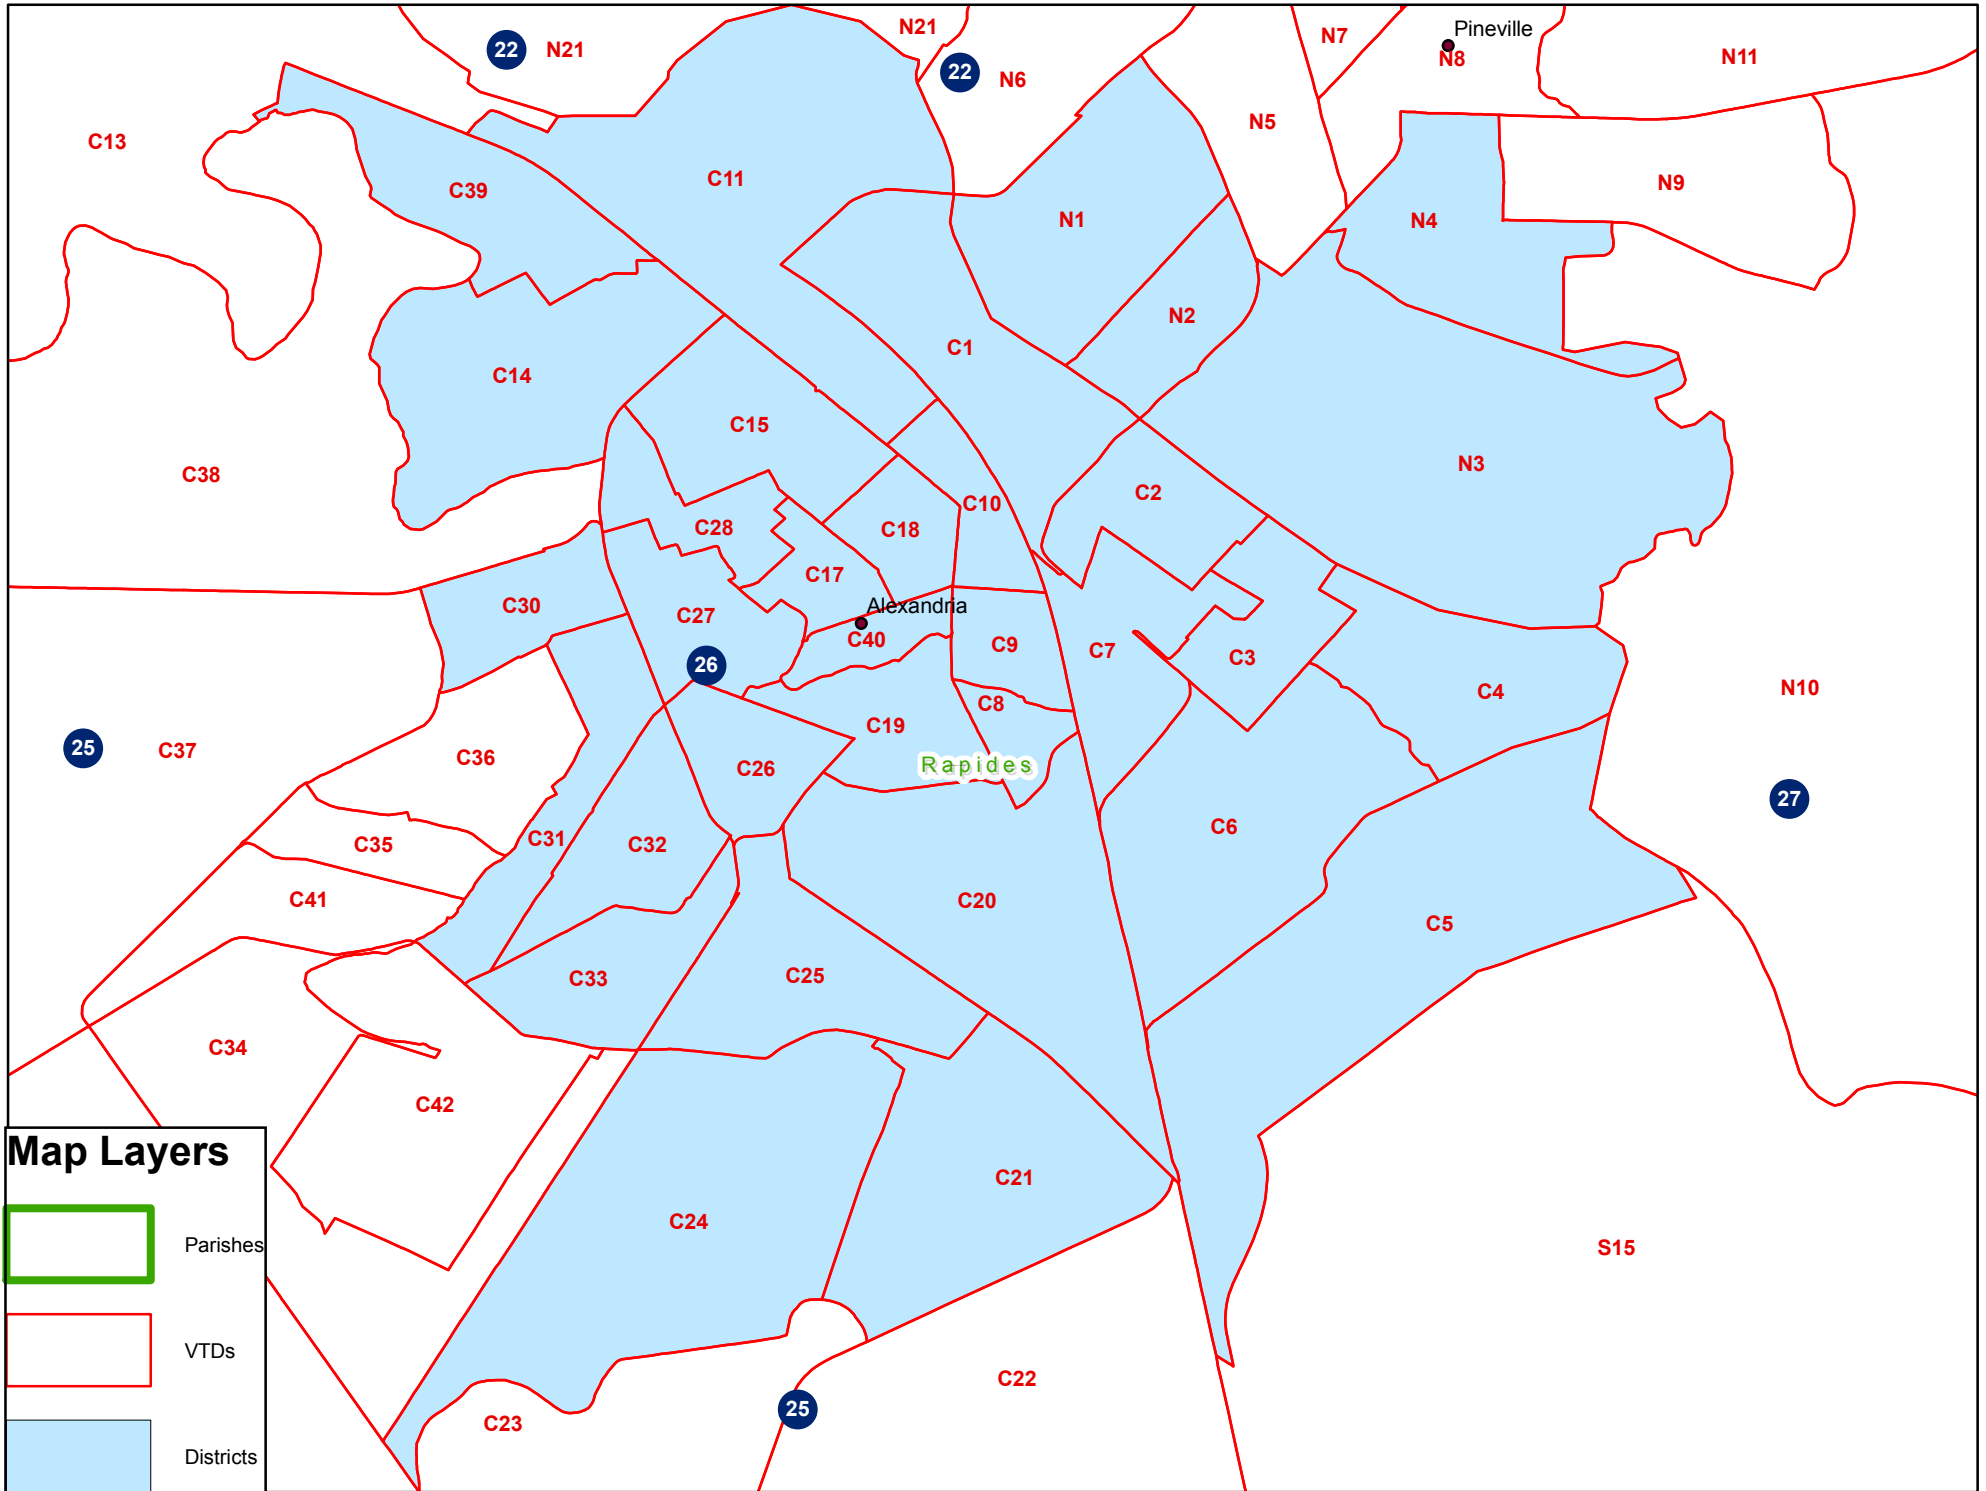 N21
22
N21
22
N6
N7
Pineville
N8
N11
C13
N5
C11
C39
N9
N1
N4
N2
C1
C14
C15
N3
C38
C2
C10
C28
C18
C17
C30
Alexandria
C27
C40
C9
C7
C3
26
N10
C4
C8
C19
25
C37
C36
Rapides
C26
27
C6
C31
C32
C35
C41
C20
C5
C33
C25
C34
C42
Map Layers
C21
C24
Parishes
S15
VTDs
C22
25
C23
Districts